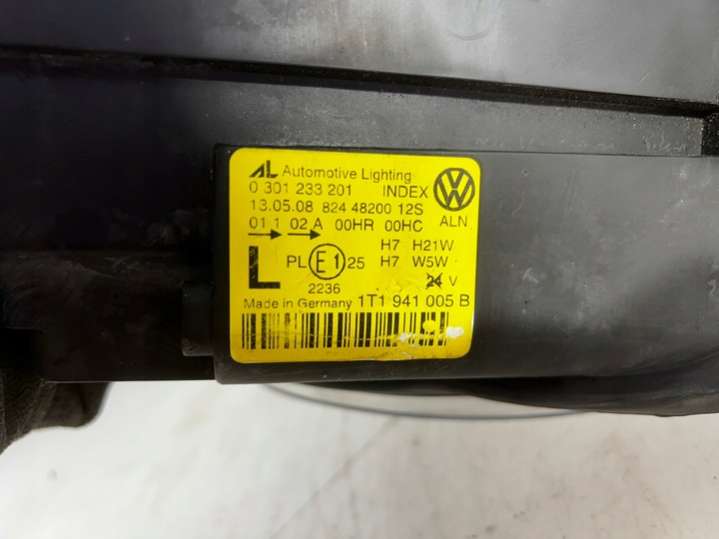 AL Automotive Lighting
0 301 233 201 INDEX
13.05.08 824 48200 12S ALN
01 1 02 A 00HR 00HC
H7 H21W
L PL E1 25 H7 W5W
2236 24 V
Made in Germany 1T1 941 005 B